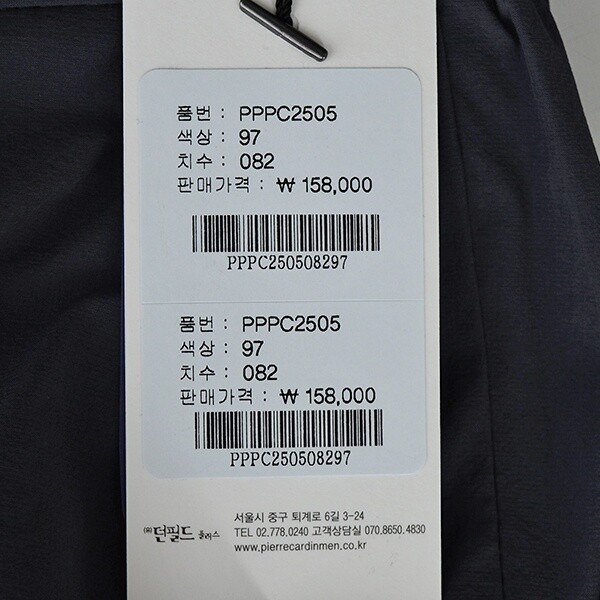 품번 : PPPC2505
색상 : 97
치수 : 082
판매가격 : ₩ 158,000
PPPC250508297
품번 : PPPC2505
색상 : 97
치수 : 082
판매가격 : ₩ 158,000
PPPC250508297
㈜던필드 플러스
서울시 중구 퇴계로 6길 3-24
TEL 02.778.0240 고객상담실 070.8650.4830
www.pierrecardinmen.co.kr